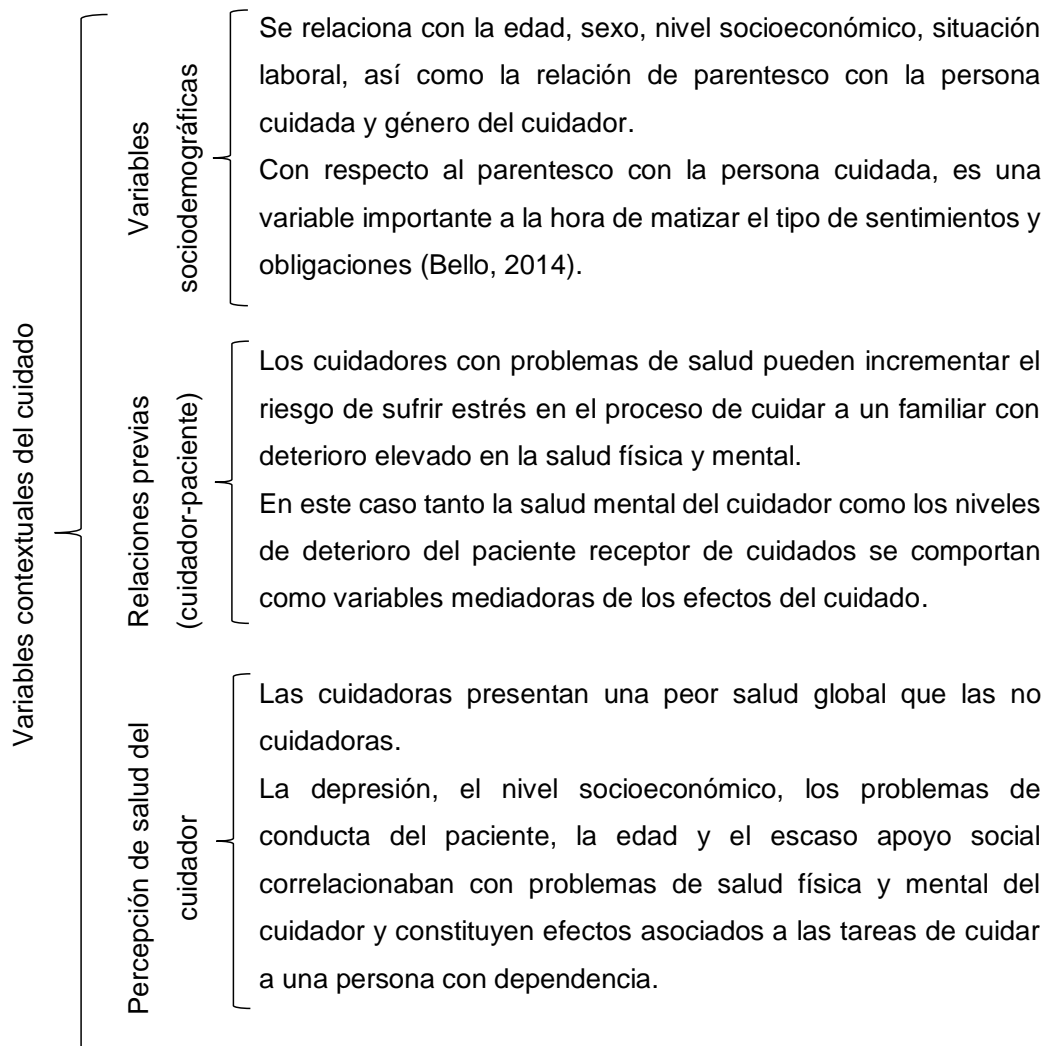 Variables contextuales del cuidado
Variables
sociodemográficas
Se relaciona con la edad, sexo, nivel socioeconómico, situación
laboral, así como la relación de parentesco con la persona
cuidada y género del cuidador.
Con respecto al parentesco con la persona cuidada, es una
variable importante a la hora de matizar el tipo de sentimientos y
obligaciones (Bello, 2014).
Relaciones previas
(cuidador-paciente)
Los cuidadores con problemas de salud pueden incrementar el
riesgo de sufrir estrés en el proceso de cuidar a un familiar con
deterioro elevado en la salud física y mental.
En este caso tanto la salud mental del cuidador como los niveles
de deterioro del paciente receptor de cuidados se comportan
como variables mediadoras de los efectos del cuidado.
Percepción de salud del
cuidador
Las cuidadoras presentan una peor salud global que las no
cuidadoras.
La depresión, el nivel socioeconómico, los problemas de
conducta del paciente, la edad y el escaso apoyo social
correlacionaban con problemas de salud física y mental del
cuidador y constituyen efectos asociados a las tareas de cuidar
a una persona con dependencia.